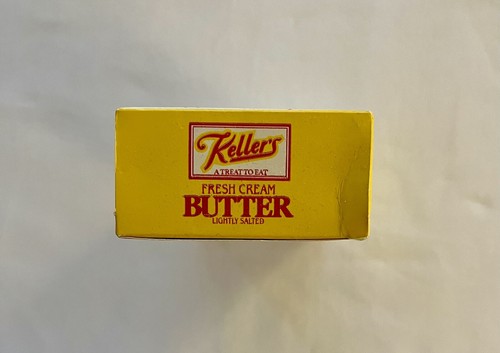 Keller's
A TREAT TO EAT
FRESH CREAM
BUTTER
LIGHTLY SALTED